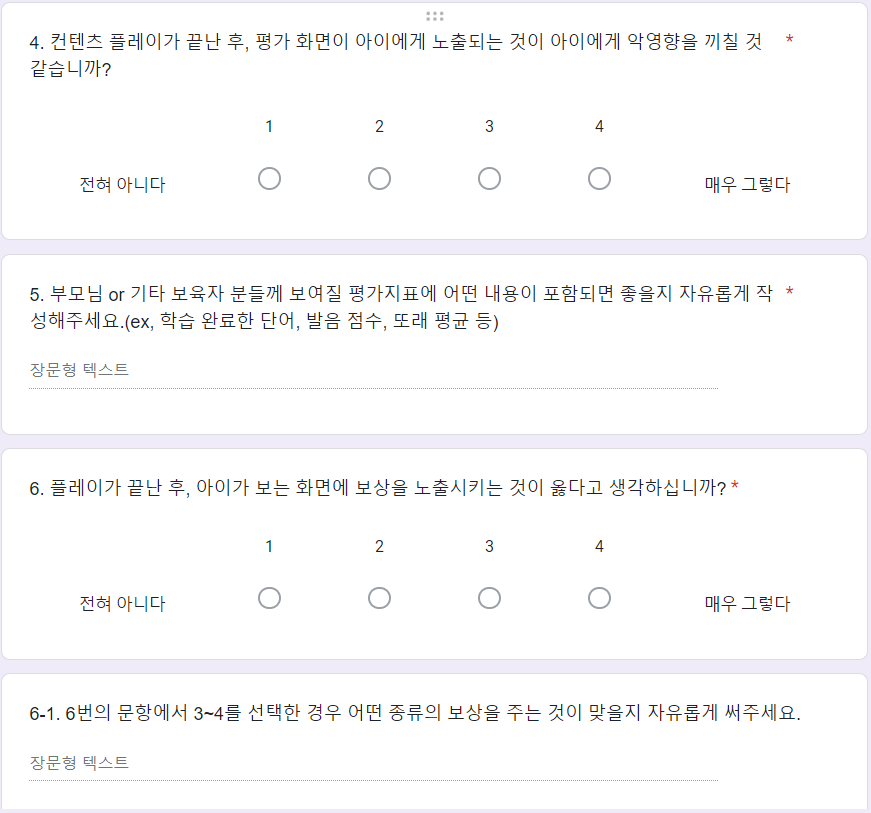 4. 컨텐츠 플레이가 끝난 후, 평가 화면이 아이에게 노출되는 것이 아이에게 악영향을 끼칠 것 *
같습니까?
1 2 3 4
전혀 아니다 매우 그렇다
5. 부모님 or 기타 보육자 분들께 보여질 평가지표에 어떤 내용이 포함되면 좋을지 자유롭게 작 *
성해주세요.(ex, 학습 완료한 단어, 발음 점수, 또래 평균 등)
장문형 텍스트
6. 플레이가 끝난 후, 아이가 보는 화면에 보상을 노출시키는 것이 옳다고 생각하십니까? *
1 2 3 4
전혀 아니다 매우 그렇다
6-1. 6번의 문항에서 3~4를 선택한 경우 어떤 종류의 보상을 주는 것이 맞을지 자유롭게 써주세요.
장문형 텍스트